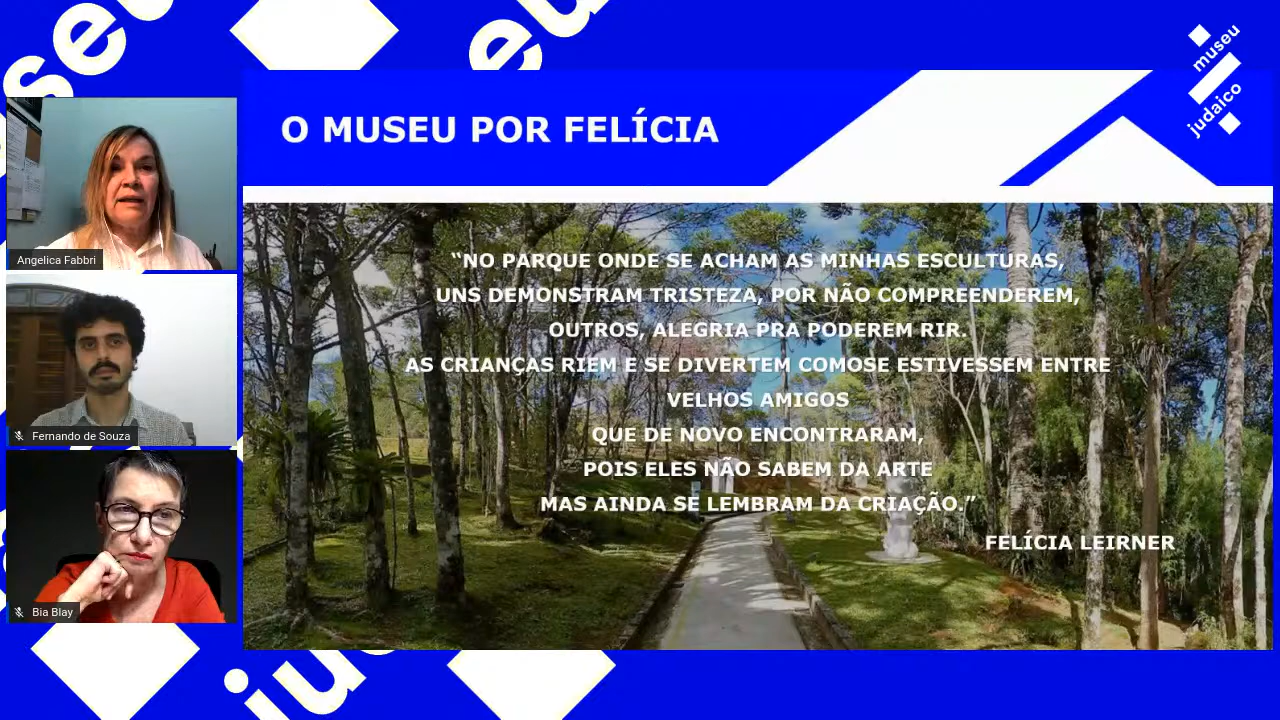 seu
eu
museu
judaico
O MUSEU POR FELÍCIA
Angelica Fabbri
Fernando de Souza
Bia Blay
“NO PARQUE ONDE SE ACHAM AS MINHAS ESCULTURAS,
UNS DEMONSTRAM TRISTEZA, POR NÃO COMPREENDEREM,
OUTROS, ALEGRIA PRA PODEREM RIR.
AS CRIANÇAS RIEM E SE DIVERTEM COMOSE ESTIVESSEM ENTRE
VELHOS AMIGOS
QUE DE NOVO ENCONTRARAM,
POIS ELES NÃO SABEM DA ARTE
MAS AINDA SE LEMBRAM DA CRIAÇÃO.”
FELÍCIA LEIRNER
ju